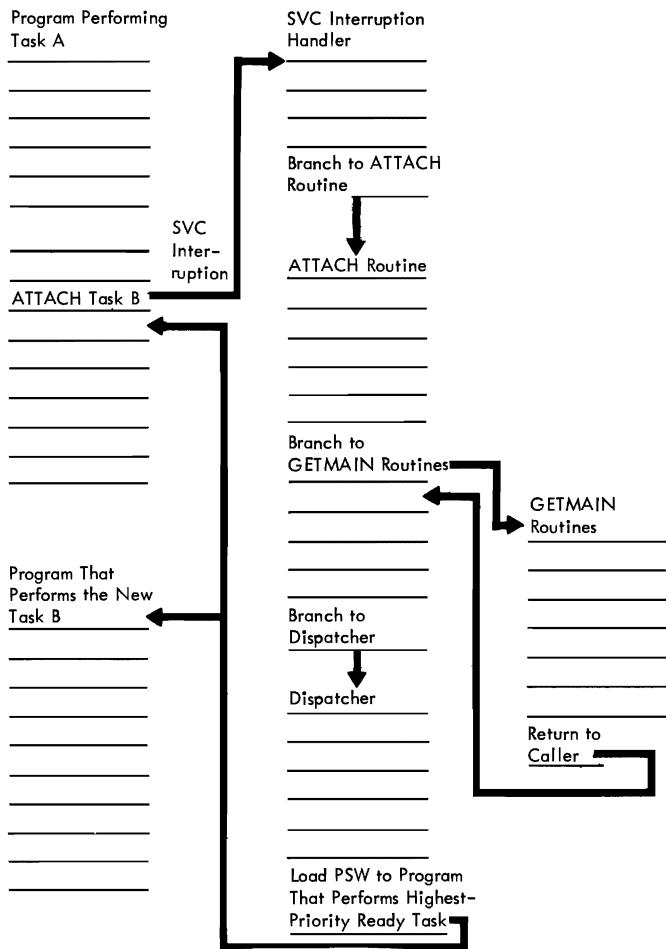 Program Performing
Task A
SVC
Inter-
ruption
ATTACH Task B
Program That
Performs the New
Task B
SVC Interruption
Handler
Branch to ATTACH
Routine
ATTACH Routine
Branch to
GETMAIN Routines
Branch to
Dispatcher
Dispatcher
Load PSW to Program
That Performs Highest-
Priority Ready Task
GETMAIN
Routines
Return to
Caller